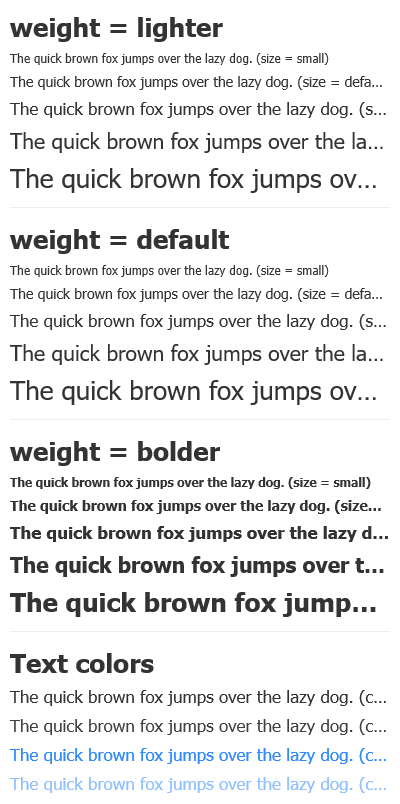 weight = lighter
The quick brown fox jumps over the lazy dog. (size = small)
The quick brown fox jumps over the lazy dog. (size = defa...
The quick brown fox jumps over the lazy dog. (s...
The quick brown fox jumps over the la...
The quick brown fox jumps ov...
weight = default
The quick brown fox jumps over the lazy dog. (size = small)
The quick brown fox jumps over the lazy dog. (size = defa...
The quick brown fox jumps over the lazy dog. (s...
The quick brown fox jumps over the la...
The quick brown fox jumps ov...
weight = bolder
The quick brown fox jumps over the lazy dog. (size = small)
The quick brown fox jumps over the lazy dog. (size...
The quick brown fox jumps over the lazy d...
The quick brown fox jumps over t...
The quick brown fox jump...
Text colors
The quick brown fox jumps over the lazy dog. (c...
The quick brown fox jumps over the lazy dog. (c...
The quick brown fox jumps over the lazy dog. (c...
The quick brown fox jumps over the lazy dog. (c...